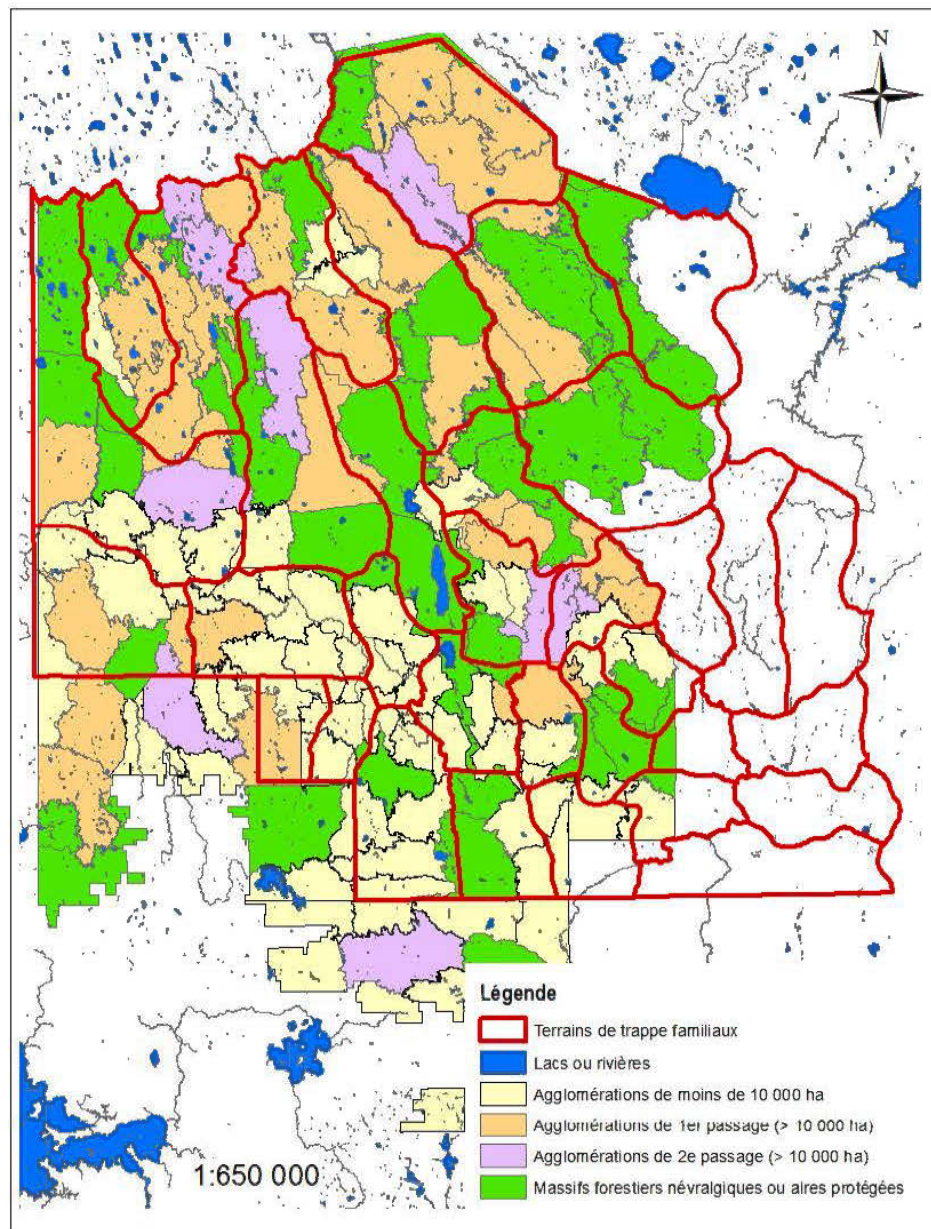 N
Légende
Terrains de trappe familiaux
Lacs ou rivières
Agglomérations de moins de 10 000 ha
Agglomérations de 1er passage (> 10 000 ha)
Agglomérations de 2e passage (> 10 000 ha)
Massifs forestiers névralgiques ou aires protégées
1:650 000